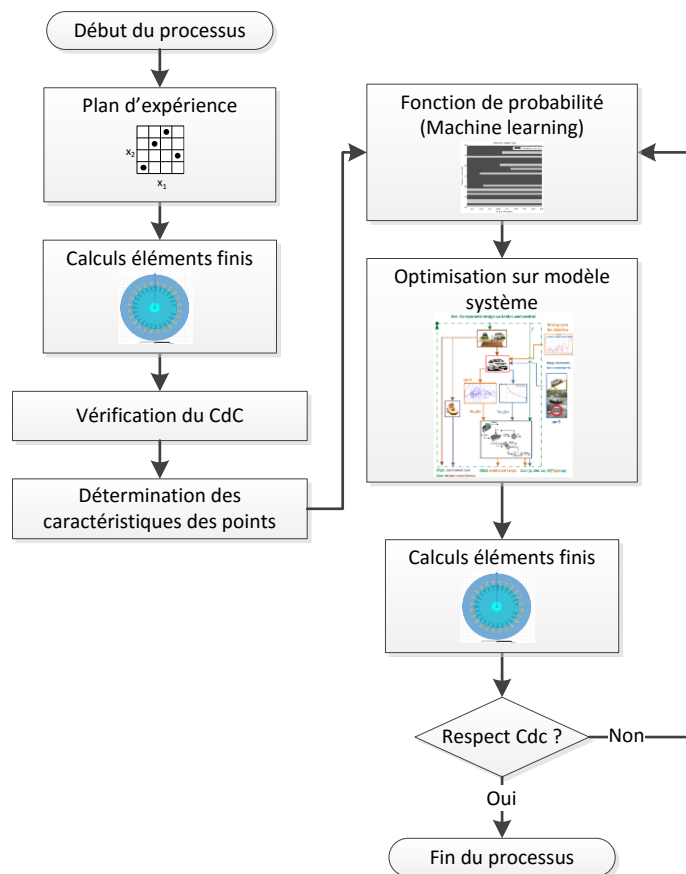 Début du processus
Plan d’expérience
x₂
x₁
Calculs éléments finis
Vérification du CdC
Détermination des
caractéristiques des points
Fonction de probabilité
(Machine learning)
Optimisation sur modèle
système
Calculs éléments finis
Respect Cdc ?
Non
Oui
Fin du processus